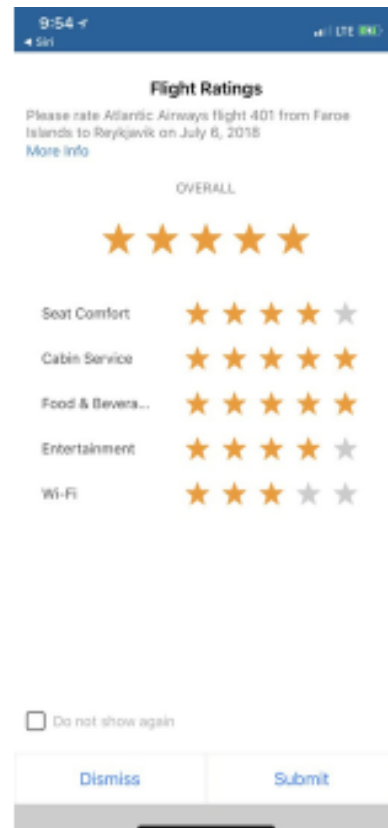 9:54
Siri
LTE
Flight Ratings
Please rate Atlantic Airways flight 401 from Faroe
Islands to Reykjavik on July 6, 2018
More Info
OVERALL
Seat Comfort
Cabin Service
Food & Bevera...
Entertainment
Wi-Fi
Do not show again
Dismiss
Submit